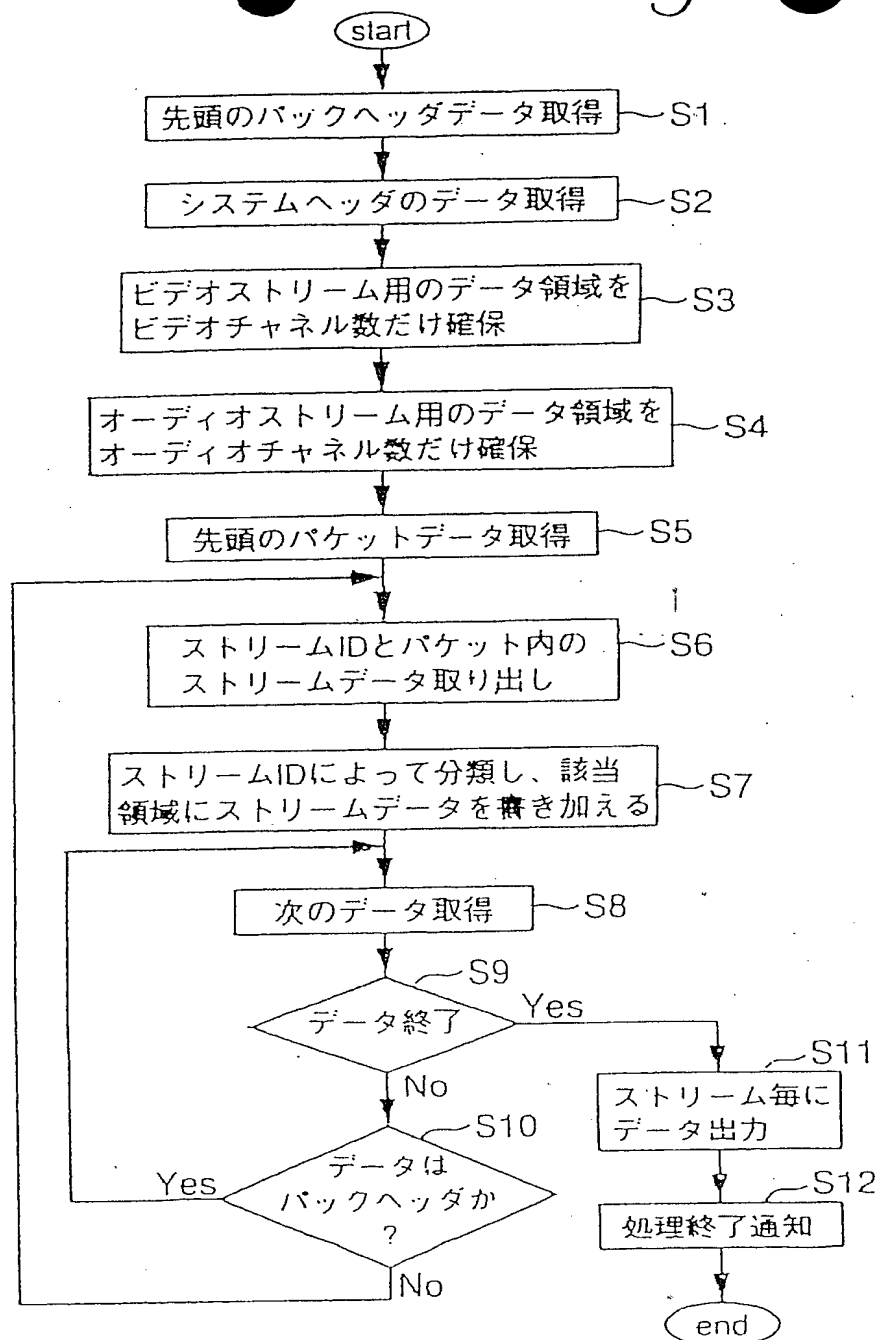 start
先頭のパックヘッダデータ取得
S1
システムヘッダのデータ取得
S2
ビデオストリーム用のデータ領域を
ビデオチャネル数だけ確保
S3
オーディオストリーム用のデータ領域を
オーディオチャネル数だけ確保
S4
先頭のパケットデータ取得
S5
ストリームIDとパケット内の
ストリームデータ取り出し
S6
ストリームIDによって分類し、該当
領域にストリームデータを書き加える
S7
次のデータ取得
S8
S9
データ終了
Yes
No
S10
データは
パックヘッダか
?
Yes
No
S11
ストリーム毎に
データ出力
S12
処理終了通知
end